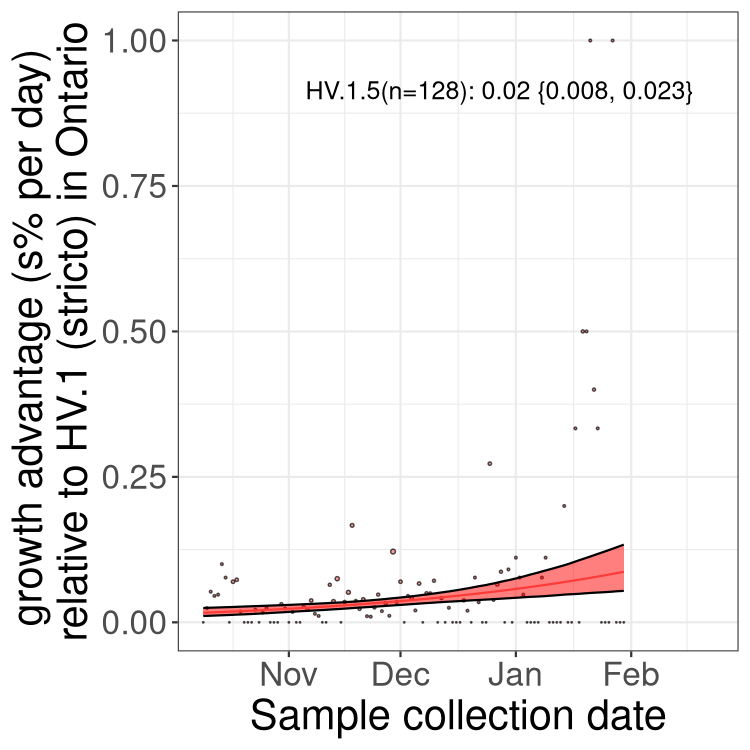 growth advantage (s% per day)
relative to HV.1 (stricto) in Ontario
1.00
0.75
0.50
0.25
0.00
HV.1.5(n=128): 0.02 {0.008, 0.023}
Nov
Dec
Jan
Feb
Sample collection date